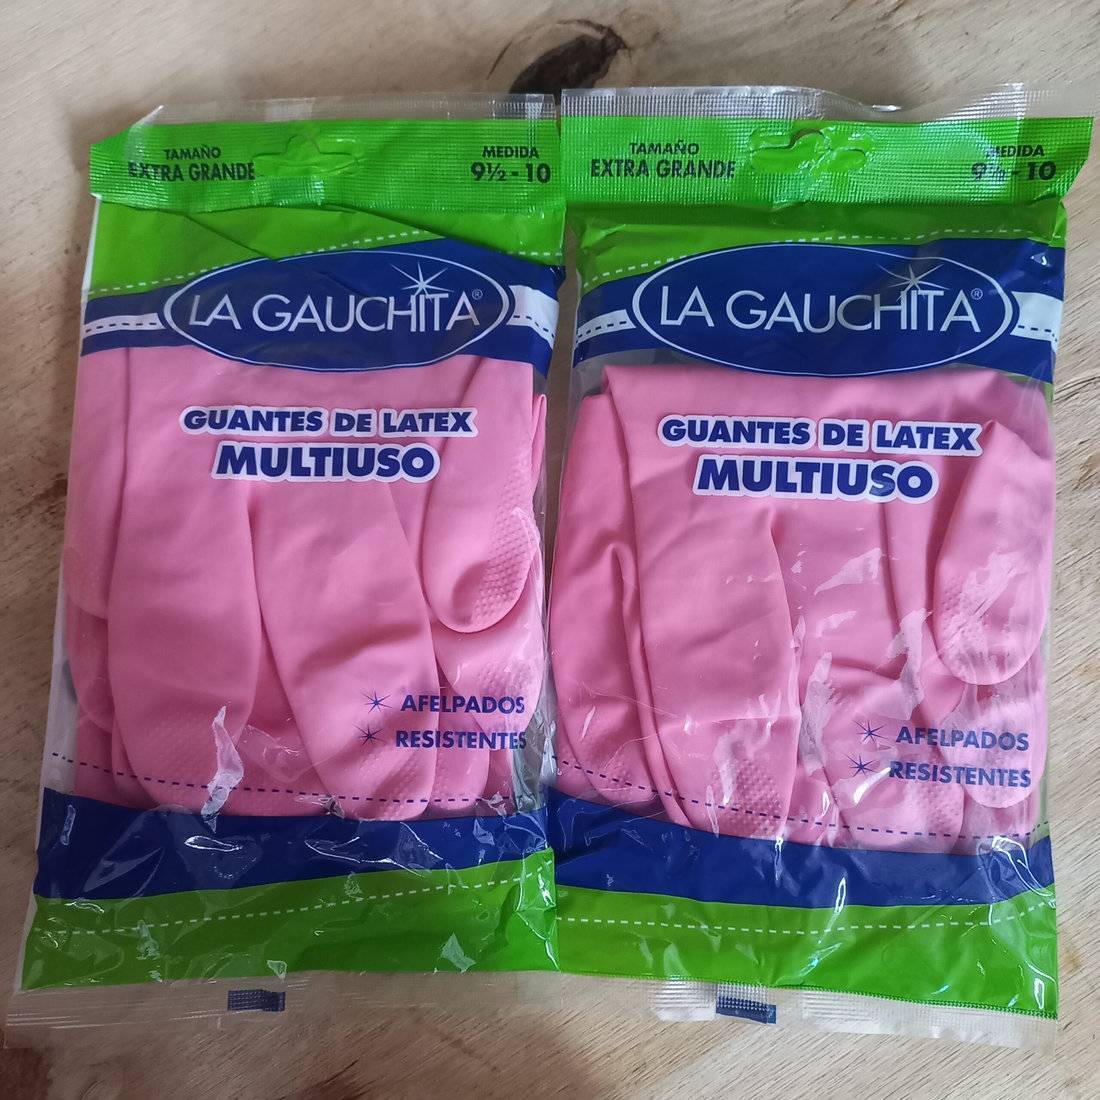 TAMAÑO
EXTRA GRANDE
MEDIDA
9½ - 10
LA GAUCHITA®
GUANTES DE LATEX
MULTIUSO
AFELPADOS
RESISTENTES
TAMAÑO
EXTRA GRANDE
MEDIDA
9½ - 10
LA GAUCHITA®
GUANTES DE LATEX
MULTIUSO
AFELPADOS
RESISTENTES